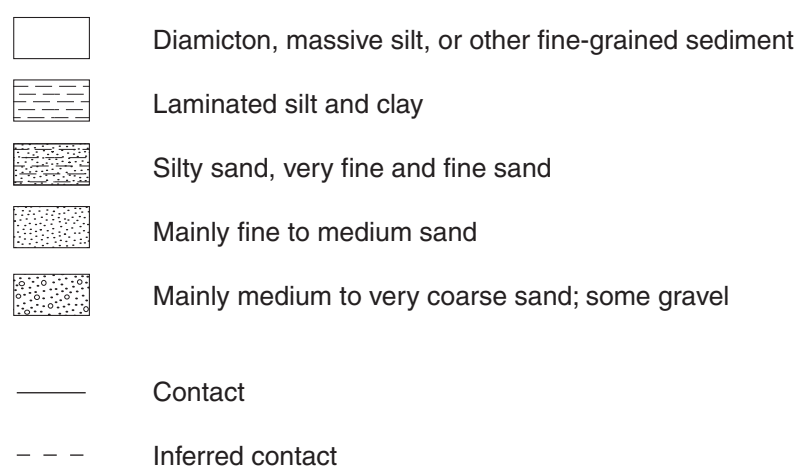 Diamicton, massive silt, or other fine-grained sediment
Laminated silt and clay
Silty sand, very fine and fine sand
Mainly fine to medium sand
Mainly medium to very coarse sand; some gravel
Contact
Inferred contact